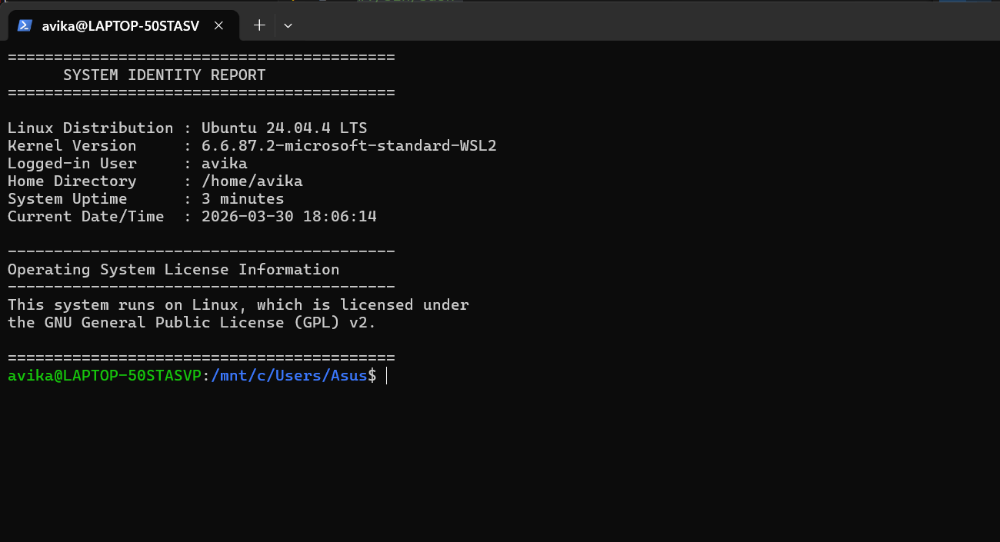 avika@LAPTOP-50STASV
==========================================
      SYSTEM IDENTITY REPORT
==========================================
Linux Distribution : Ubuntu 24.04.4 LTS
Kernel Version     : 6.6.87.2-microsoft-standard-WSL2
Logged-in User     : avika
Home Directory     : /home/avika
System Uptime      : 3 minutes
Current Date/Time  : 2026-03-30 18:06:14
------------------------------------------
Operating System License Information
------------------------------------------
This system runs on Linux, which is licensed under
the GNU General Public License (GPL) v2.
==========================================
avika@LAPTOP-50STASVP:/mnt/c/Users/Asus$